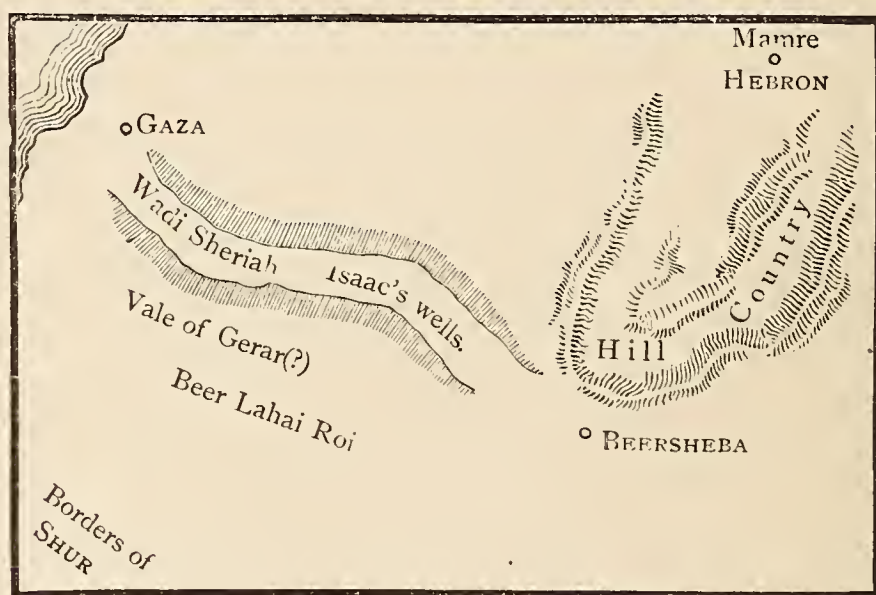 Mamre
HEBRON
GAZA
Wadi Sheriah Isaac's wells.
Vale of Gerar(?)
Beer Lahai Roi
Hill Country
BEERSHEBA
Borders of
SHUR